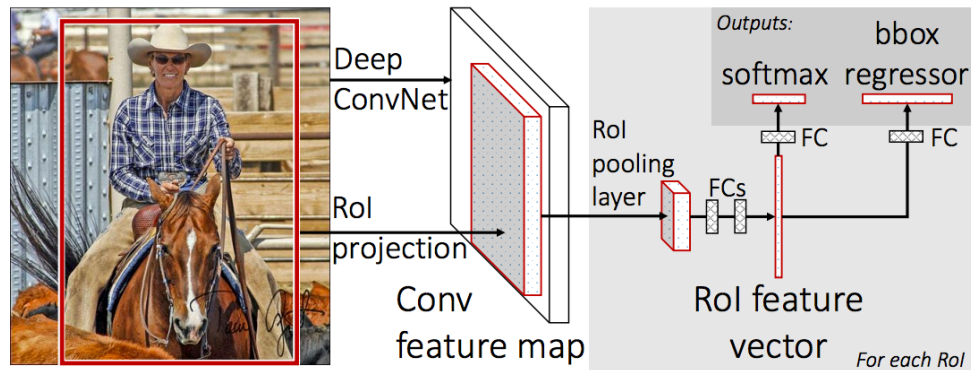 Deep
ConvNet
RoI
projection
Conv
feature map
RoI
pooling
layer
FCs
RoI feature
vector
For each RoI
Outputs:
softmax
bbox
regressor
FC
FC